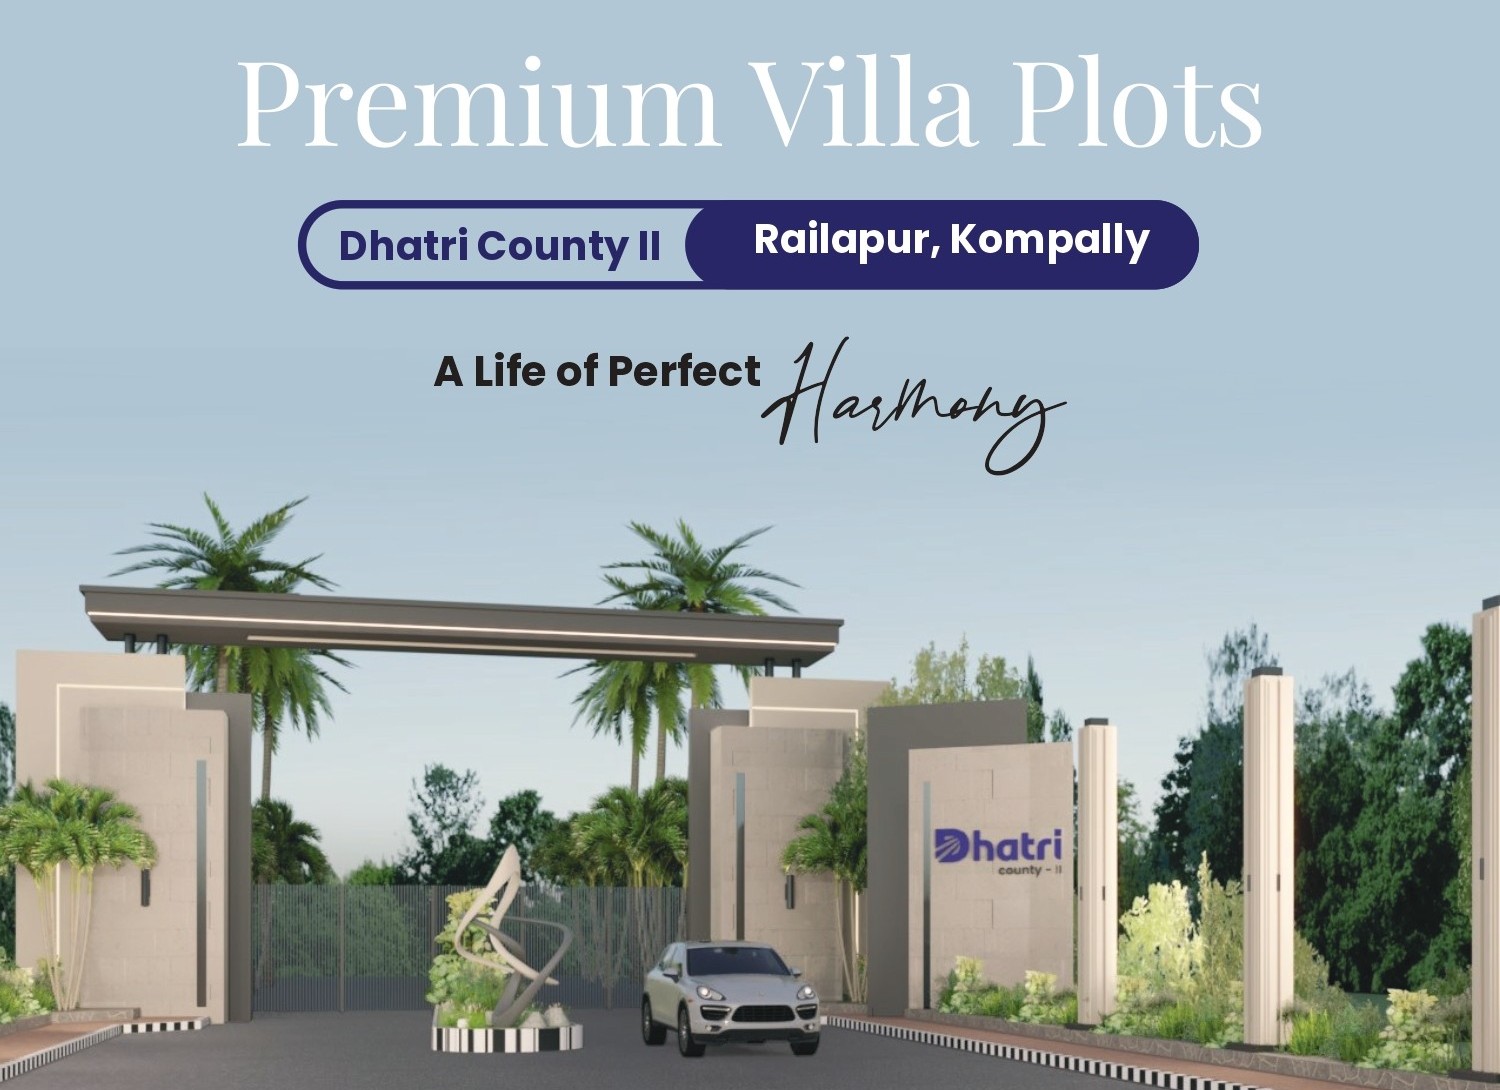 Premium Villa Plots
Dhatri County II
Railapur, Kompally
A Life of Perfect Harmony
Dhatri
county - II